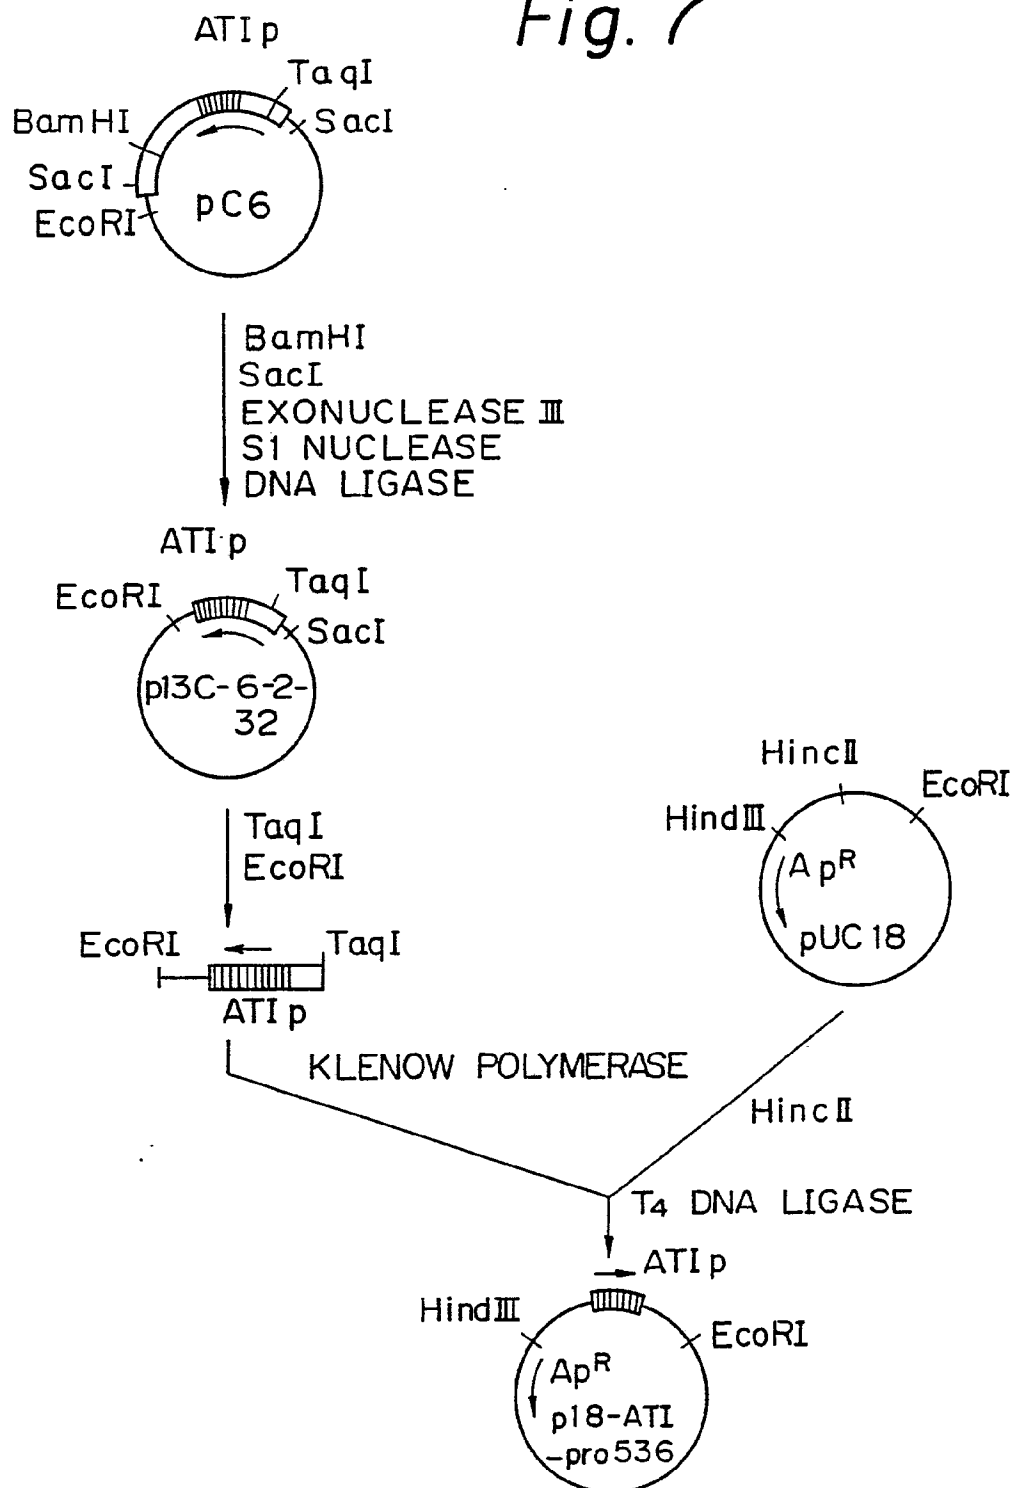 Fig. 7
ATI p
TaqI
BamHI
SacI
SacI
EcoRI
pC6
BamHI
SacI
EXONUCLEASE III
S1 NUCLEASE
DNA LIGASE
ATI p
EcoRI
TaqI
SacI
p13C-6-2-
32
TaqI
EcoRI
HincII
EcoRI
HindIII
ApR
pUC18
EcoRI
TaqI
ATI p
KLENOW POLYMERASE
HincII
T4 DNA LIGASE
ATI p
HindIII
EcoRI
ApR
p18-ATI
-pro536